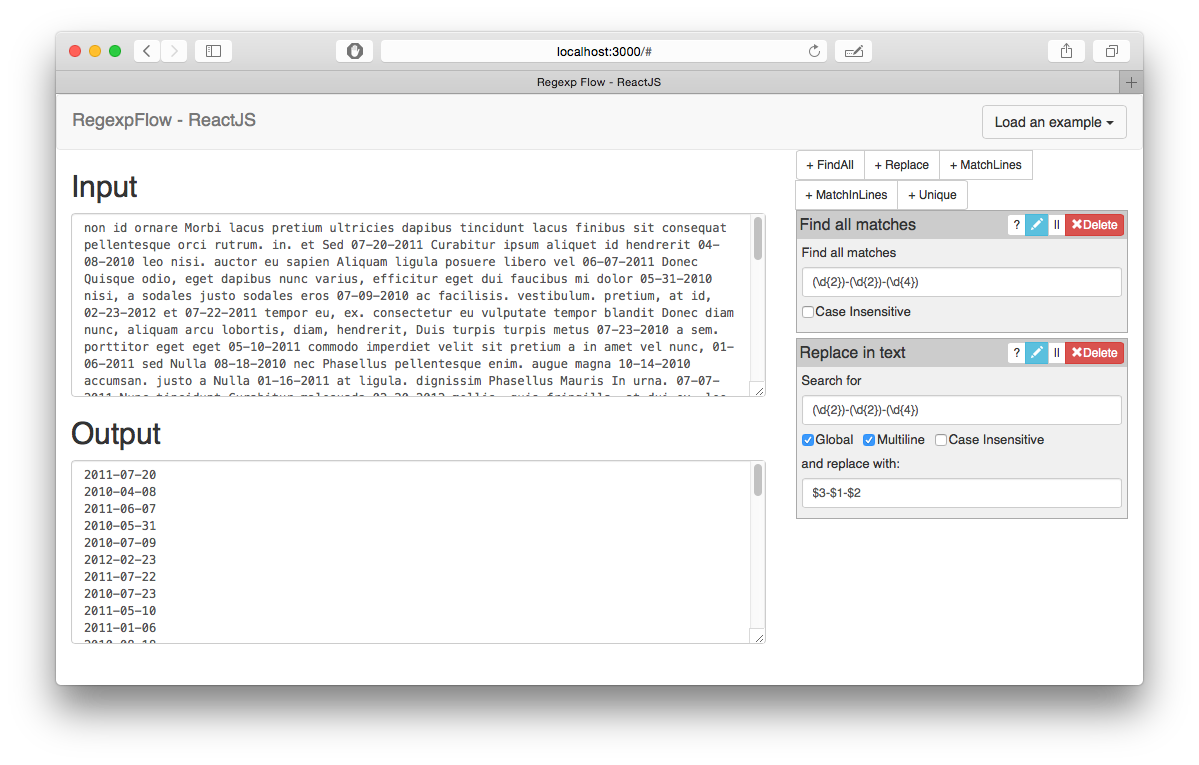 localhost:3000/#
Regexp Flow - ReactJS
RegexpFlow - ReactJS
Load an example
Input
non id ornare Morbi lacus pretium ultricies dapibus tincidunt lacus finibus sit consequat
pellentesque orci rutrum. in. et Sed 07-20-2011 Curabitur ipsum aliquet id hendrerit 04-
08-2010 leo nisi. auctor eu sapien Aliquam ligula posuere libero vel 06-07-2011 Donec
Quisque odio, eget dapibus nunc varius, efficitur eget dui faucibus mi dolor 05-31-2010
nisi, a sodales justo sodales eros 07-09-2010 ac facilisis. vestibulum. pretium, at id,
02-23-2012 et 07-22-2011 tempor eu, ex. consectetur eu vulputate tempor blandit Donec diam
nunc, aliquam arcu lobortis, diam, hendrerit, Duis turpis turpis metus 07-23-2010 a sem.
porttitor eget eget 05-10-2011 commodo imperdiet velit sit pretium a in amet vel nunc, 01-
06-2011 sed Nulla 08-18-2010 nec Phasellus pellentesque enim. augue magna 10-14-2010
accumsan. justo a Nulla 01-16-2011 at ligula. dignissim Phasellus Mauris In urna. 07-07-
Output
2011-07-20
2010-04-08
2011-06-07
2010-05-31
2010-07-09
2012-02-23
2011-07-22
2010-07-23
2011-05-10
2011-01-06
2010-08-18
+ FindAll
+ Replace
+ MatchLines
+ MatchInLines
+ Unique
Find all matches
? II Delete
Find all matches
(\d{2})-(\d{2})-(\d{4})
Case Insensitive
Replace in text
? II Delete
Search for
(\d{2})-(\d{2})-(\d{4})
Global Multiline Case Insensitive
and replace with:
$3-$1-$2